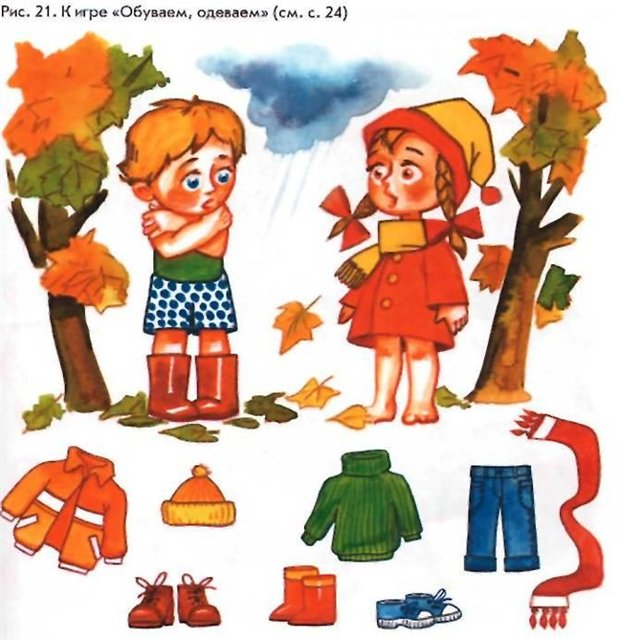 Рис. 21. К игре «Обуваем, одеваем» (см. с. 24)